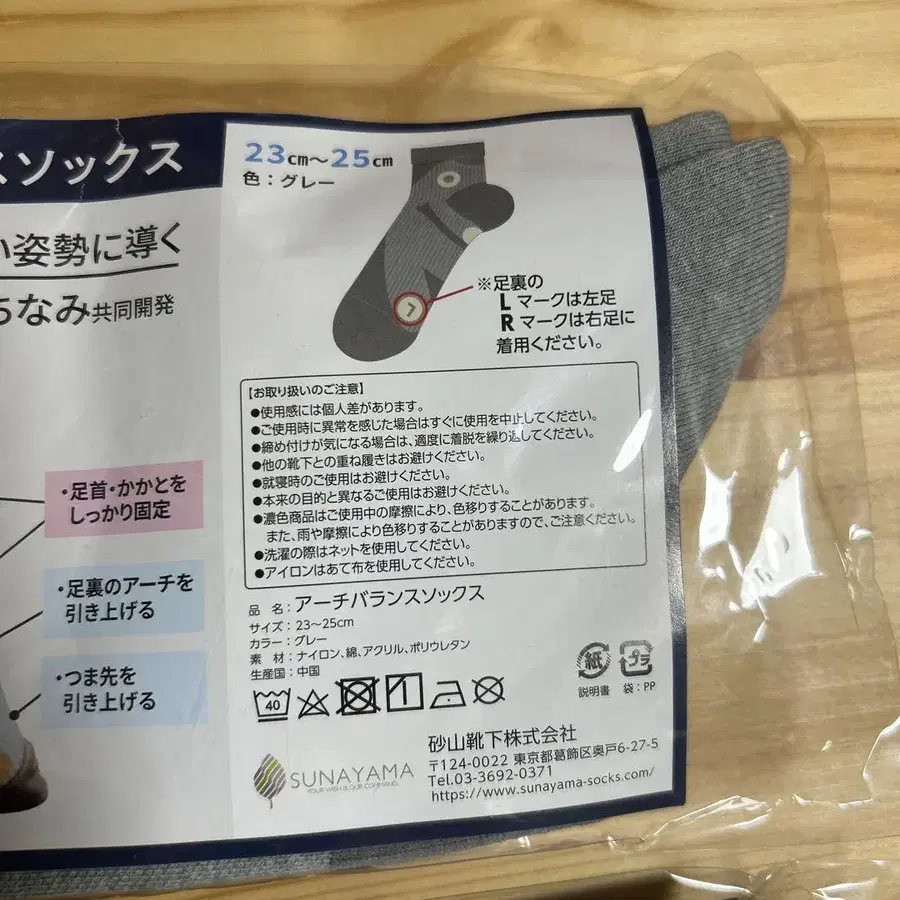 スソックス
い姿勢に導く
ちなみ共同開発
・足首・かかとを
しっかり固定
・足裏のアーチを
引き上げる
・つま先を
引き上げる
23cm〜25cm
色：グレー
※足裏の
L マークは左足
R マークは右足に
着用ください。
L
【お取り扱いのご注意】
●使用感には個人差があります。
●ご使用時に異常を感じた場合はすぐに使用を中止してください。
●締め付けが気になる場合は、適度に着脱を繰り返してください。
●他の靴下との重ね履きはお避けください。
●就寝時のご使用はお避けください。
●本来の目的と異なるご使用はお避けください。
●濃色商品はご使用中の摩擦により、色移りすることがあります。
また、雨や摩擦により色移りすることがありますので、ご注意ください。
●洗濯の際はネットを使用してください。
●アイロンはあて布を使用してください。
品 名：アーチバランスソックス
サイズ：23〜25cm
カラー：グレー
素 材：ナイロン、綿、アクリル、ポリウレタン
生産国：中国
40
紙
プラ
説明書 袋：PP
SUNAYAMA
YOUR WISH IS OUR COMMAND.
砂山靴下株式会社
〒124-0022 東京都葛飾区奥戸6-27-5
Tel.03-3692-0371
https://www.sunayama-socks.com/